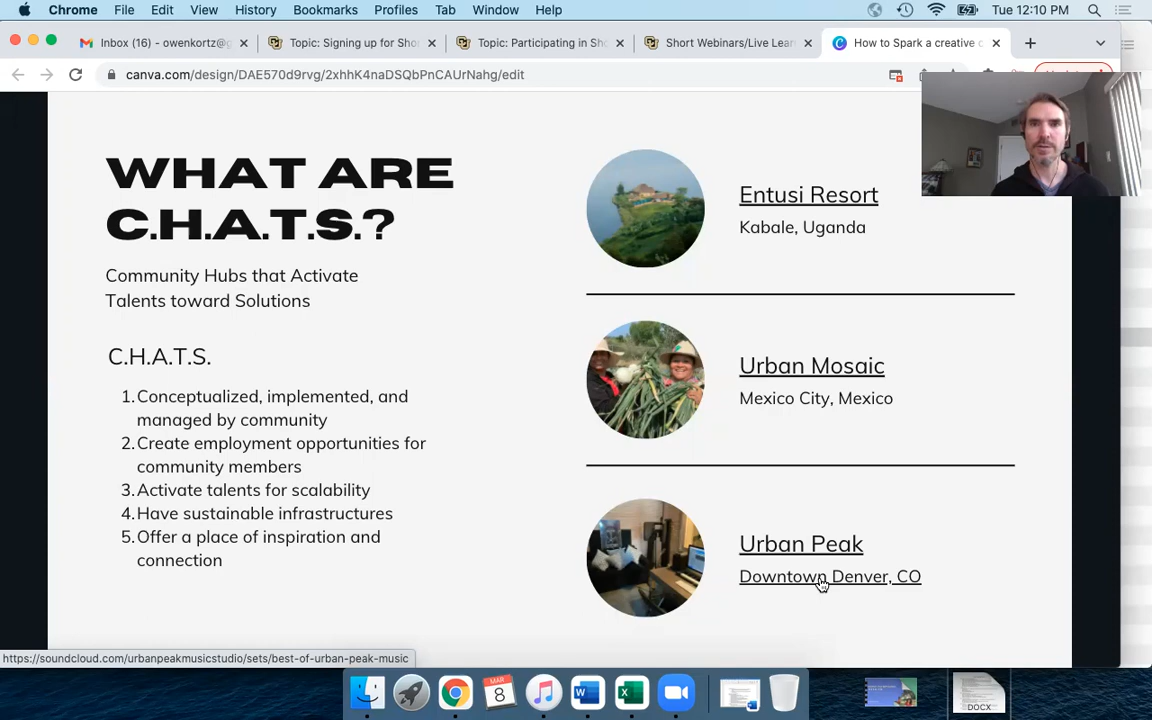 Chrome File Edit View History Bookmarks Profiles Tab Window Help Tue 12:10 PM
Inbox (16) - owenkortz@g
Topic: Signing up for Sho
Topic: Participating in Sho
Short Webinars/Live Lear
How to Spark a creative c
canva.com/design/DAE570d9rvg/2xhhK4naDSQbPnCAUrNahg/edit
WHAT ARE
C.H.A.T.S.?
Community Hubs that Activate
Talents toward Solutions
C.H.A.T.S.
1. Conceptualized, implemented, and
managed by community
2. Create employment opportunities for
community members
3. Activate talents for scalability
4. Have sustainable infrastructures
5. Offer a place of inspiration and
connection
Entusi Resort
Kabale, Uganda
Urban Mosaic
Mexico City, Mexico
Urban Peak
Downtown Denver, CO
https://soundcloud.com/urbanpeakmusicstudio/sets/best-of-urban-peak-music
MAR
8
DOCX